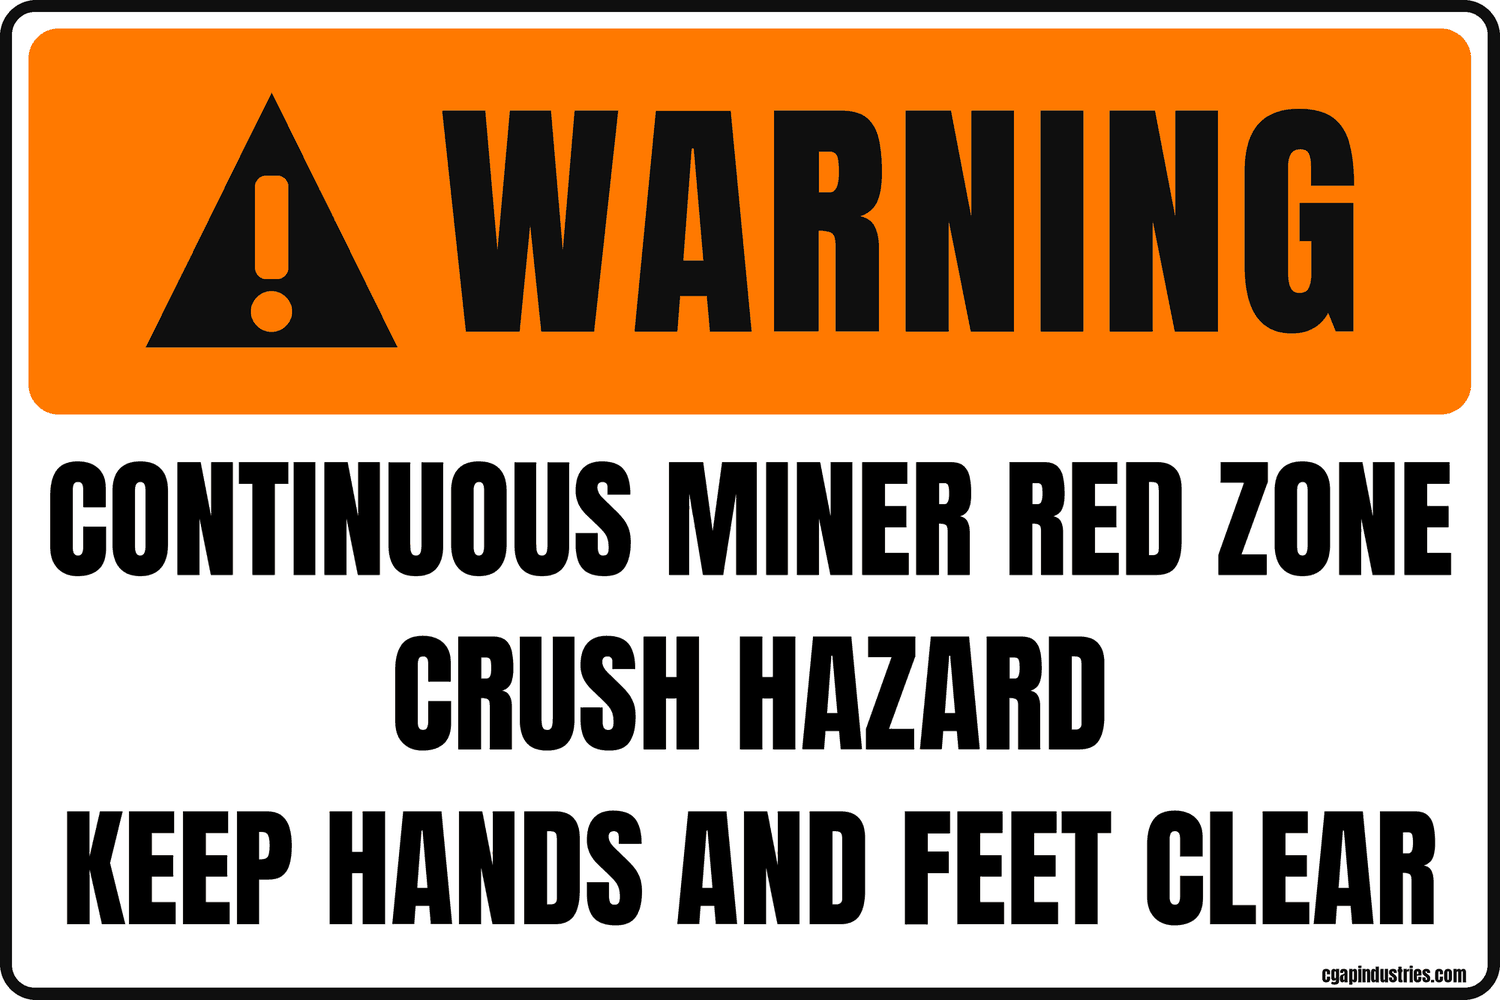 WARNING
CONTINUOUS MINER RED ZONE
CRUSH HAZARD
KEEP HANDS AND FEET CLEAR
cgapindustries.com